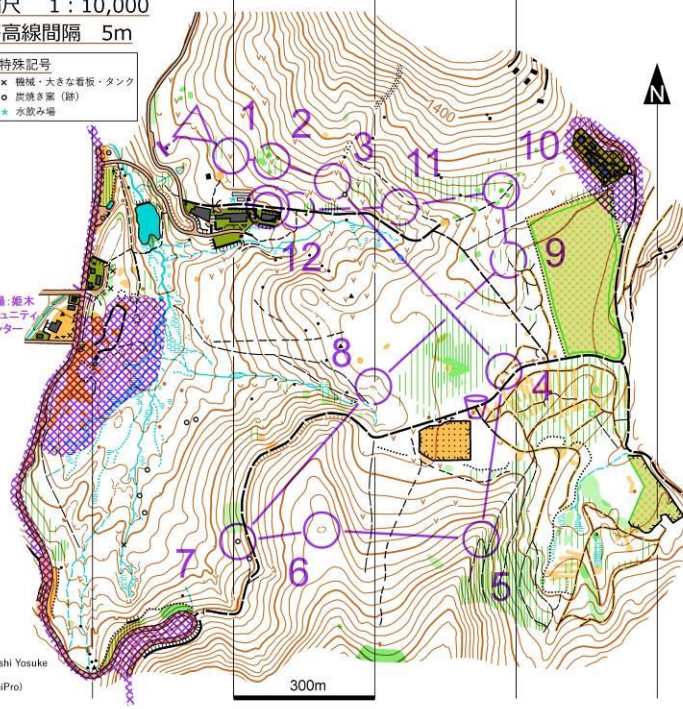 縮尺 1:10,000
等高線間隔 5m
特殊記号
× 機械・大きな看板・タンク
○ 炭焼き窯(跡)
* 水飲み場
1400
N
1
2
3
11
10
12
9
場:姫木
ュニティ
ンター
8
4
7
6
5
shi Yosuke
iPro)
300m